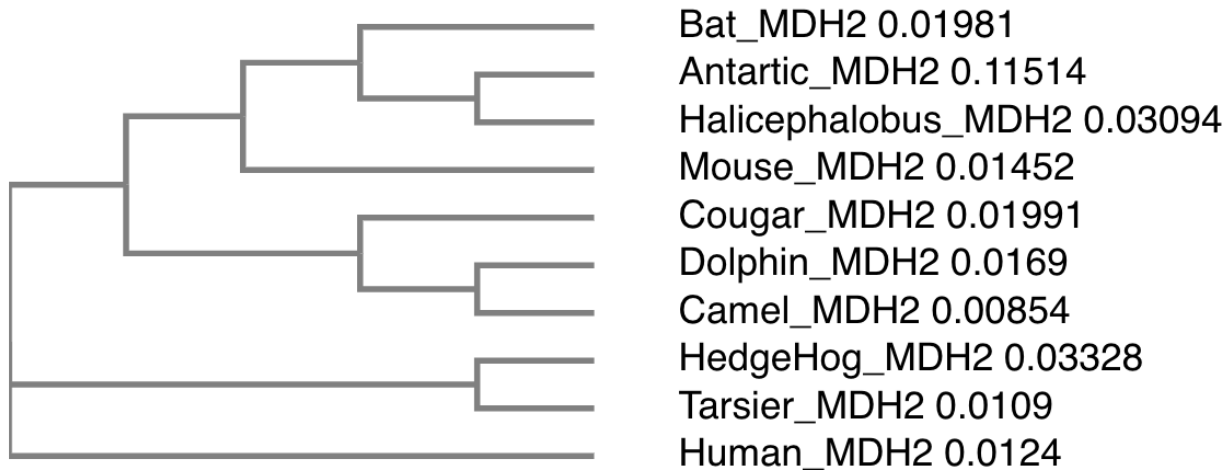 Bat_MDH2 0.01981
Antartic_MDH2 0.11514
Halicephalobus_MDH2 0.03094
Mouse_MDH2 0.01452
Cougar_MDH2 0.01991
Dolphin_MDH2 0.0169
Camel_MDH2 0.00854
HedgeHog_MDH2 0.03328
Tarsier_MDH2 0.0109
Human_MDH2 0.0124